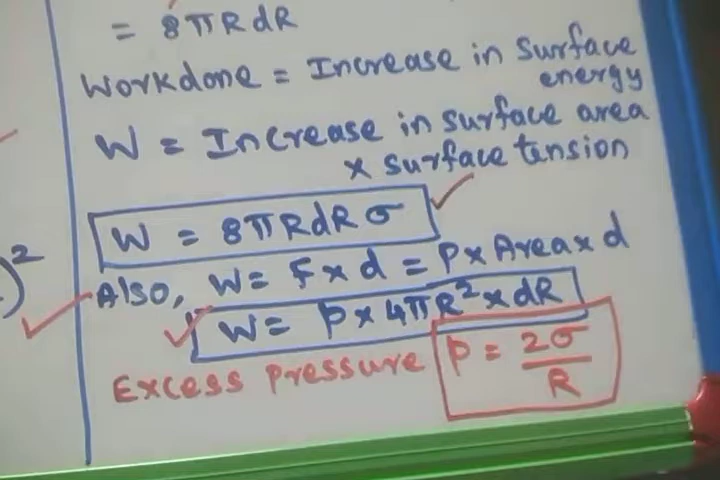 = 8πRdR
Workdone = Increase in surface
energy
W = Increase in surface area
x surface tension
W = 8πRdRσ
)²
Also, W = F x d = P x Area x d
W = p x 4πR² x dR
Excess pressure p = 2σ/R